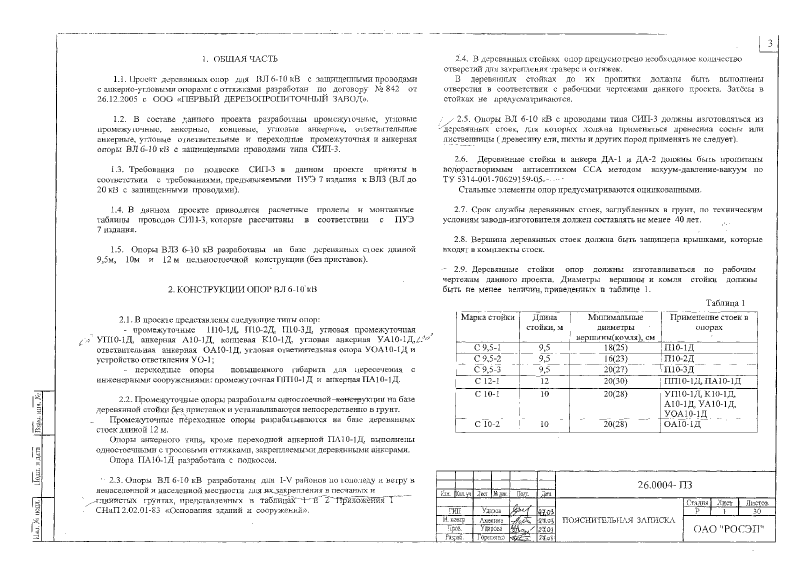 3
1. ОБЩАЯ ЧАСТЬ
1.1. Проект деревянных опор для ВЛ 6-10 кВ с защищенными проводами
с анкерно-угловыми опорами с оттяжками разработан по договору № 842 от
26.12.2005 с ООО «ПЕРВЫЙ ДЕРЕВОПРОПИТОЧНЫЙ ЗАВОД».
1.2. В составе данного проекта разработаны промежуточные, угловые
промежуточные, анкерные, концевые, угловые анкерные, ответвительные
анкерные, угловые ответвительные и переходные промежуточная и анкерная
опоры ВЛ 6-10 кВ с защищенными проводами типа СИП-3.
1.3. Требования по подвеске СИП-3 в данном проекте приняты в
соответствии с требованиями, предъявляемыми ПУЭ 7 издания к ВЛЗ (ВЛ до
20 кВ с защищенными проводами).
1.4. В данном проекте приводятся расчетные пролеты и монтажные
таблицы проводов СИП-3, которые рассчитаны в соответствии с ПУЭ
7 издания.
1.5. Опоры ВЛЗ 6-10 кВ разработаны на базе деревянных стоек длиной
9,5м, 10м и 12 м цельностоечной конструкции (без приставок).
2. КОНСТРУКЦИИ ОПОР ВЛ 6-10 кВ
2.1. В проекте представлены следующие типы опор:
- промежуточные П10-1Д, П10-2Д, П10-3Д, угловая промежуточная
УП10-1Д, анкерная А10-1Д, концевая К10-1Д, угловая анкерная УА10-1Д,
ответвительная анкерная ОА10-1Д, угловая ответвительная опора УОА10-1Д и
устройство ответвления УО-1;
- переходные опоры повышенного габарита для пересечения с
инженерными сооружениями: промежуточная ПП10-1Д и анкерная ПА10-1Д.
2.2. Промежуточные опоры разработаны одностоечной конструкции на базе
деревянной стойки без приставок и устанавливаются непосредственно в грунт.
Промежуточные переходные опоры разрабатываются на базе деревянных
стоек длиной 12 м.
Опоры анкерного типа, кроме переходной анкерной ПА10-1Д, выполнены
одностоечными с тросовыми оттяжками, закрепляемыми деревянными анкерами.
Опора ПА10-1Д разработана с подкосом.
2.3. Опоры ВЛ 6-10 кВ разработаны для I-V районов по гололеду и ветру в
ненаселенной и населенной местности для их закрепления в песчаных и
глинистых грунтах, представленных в таблицах 1 и 2 Приложения 1
СНиП 2.02.01-83 «Основания зданий и сооружений».
2.4. В деревянных стойках опор предусмотрено необходимое количество
отверстий для закрепления траверс и оттяжек.
В деревянных стойках до их пропитки должны быть выполнены
отверстия в соответствии с рабочими чертежами данного проекта. Затесы в
стойках не предусматриваются.
2.5. Опоры ВЛ 6-10 кВ с проводами типа СИП-3 должны изготовляться из
деревянных стоек, для которых должна применяться древесина сосны или
лиственницы ( древесину ели, пихты и других пород применять не следует).
2.6. Деревянные стойки и анкера ДА-1 и ДА-2 должны быть пропитаны
водорастворимым антисептиком ССА методом вакуум-давление-вакуум по
ТУ 5314-001-70629159-05.
Стальные элементы опор предусматриваются оцинкованными.
2.7. Срок службы деревянных стоек, заглубленных в грунт, по техническим
условиям завода-изготовителя должен составлять не менее 40 лет.
2.8. Вершина деревянных стоек должна быть защищена крышками, которые
входят в комплекты стоек.
2.9. Деревянные стойки опор должны изготавливаться по рабочим
чертежам данного проекта. Диаметры вершины и комля стойки должны
быть не менее величин, приведенных в таблице 1.
Таблица 1
Марка стойки Длина стойки, м Минимальные диаметры вершины(комля), см Применение стоек в опорах
С 9,5-1 9,5 18(25) П10-1Д
С 9,5-2 9,5 16(23) П10-2Д
С 9,5-3 9,5 20(27) П10-3Д
С 12-1 12 20(30) ПП10-1Д, ПА10-1Д
С 10-1 10 20(28) УП10-1Д, К10-1Д,
А10-1Д, УА10-1Д,
УОА10-1Д
С 10-2 10 20(28) ОА10-1Д
26.0004- ПЗ
Изм. Кол.уч Лист № док. Подп. Дата
ГИП Ударов
Н. контр
Пров. Ударова
Разраб.
ПОЯСНИТЕЛЬНАЯ ЗАПИСКА
Стадия Лист Листов
Р 1 30
ОАО "РОСЭП"
Взам. инв. №
Подп. и дата
Инв. № подл.